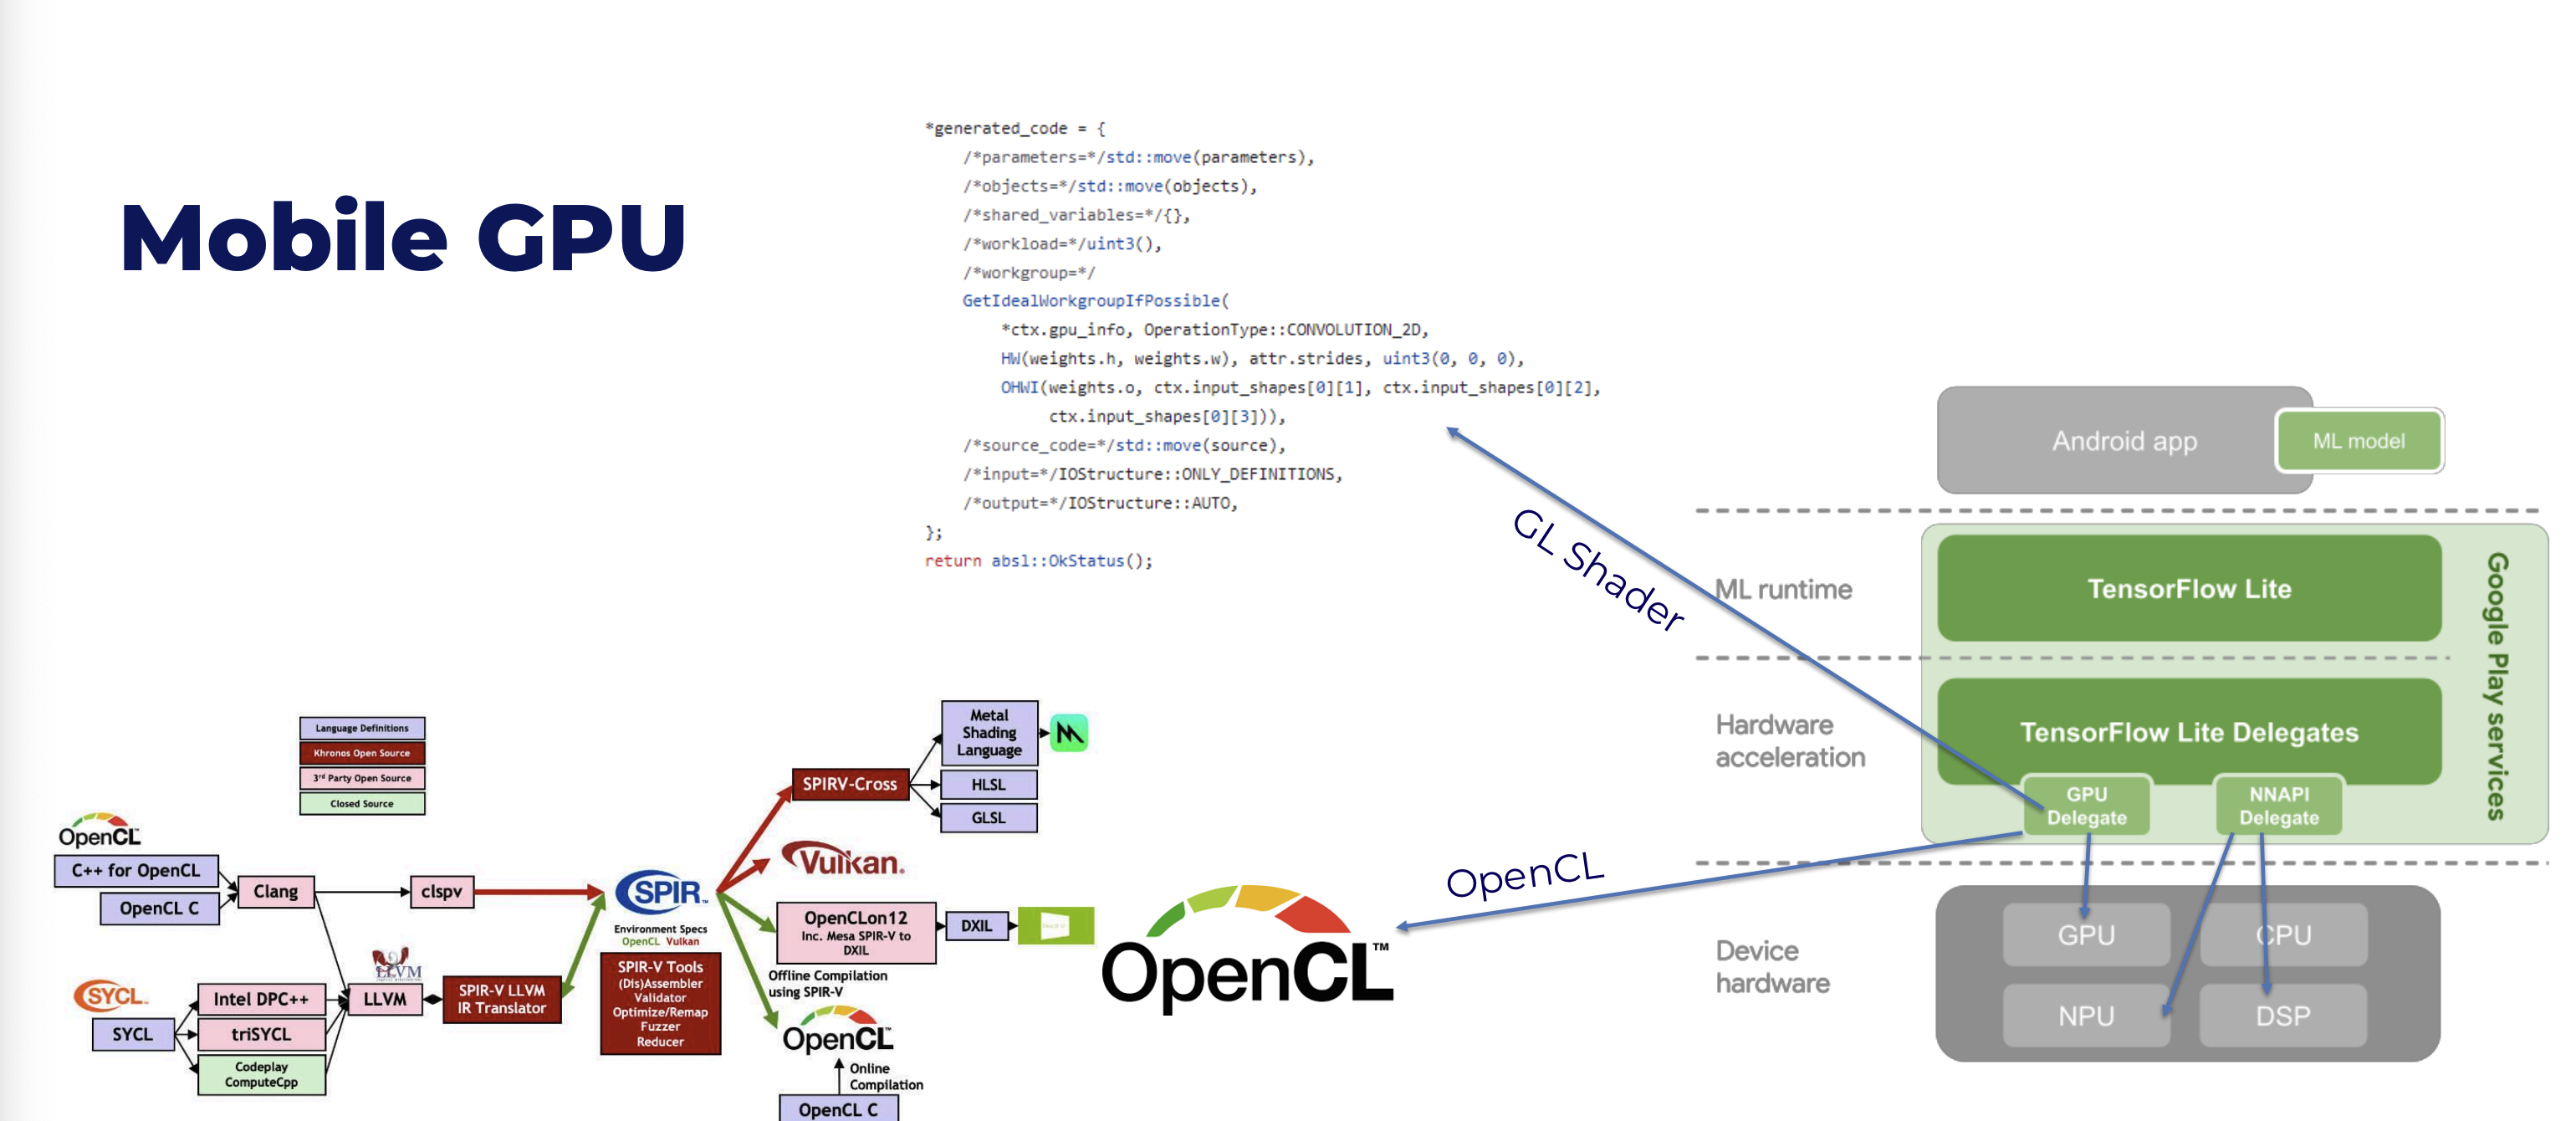 Mobile GPU
*generated_code = {
/*parameters=*/std::move(parameters),
/*objects=*/std::move(objects),
/*shared_variables=*/{},
/*workload=*/uint3(),
/*workgroup=*/
GetIdealWorkgroupIfPossible(
*ctx.gpu_info, OperationType::CONVOLUTION_2D,
HW(weights.h, weights.w), attr.strides, uint3(0, 0, 0),
OHWI(weights.o, ctx.input_shapes[0][1], ctx.input_shapes[0][2],
ctx.input_shapes[0][3])),
/*source_code=*/std::move(source),
/*input=*/IOStructure::ONLY_DEFINITIONS,
/*output=*/IOStructure::AUTO,
};
return absl::OkStatus();
GL Shader
OpenCL
Android app
ML model
ML runtime
TensorFlow Lite
Google Play services
Hardware
acceleration
TensorFlow Lite Delegates
GPU
Delegate
NNAPI
Delegate
Device
hardware
GPU
CPU
NPU
DSP
Language Definitions
Khronos Open Source
3rd Party Open Source
Closed Source
OpenCL
C++ for OpenCL
OpenCL C
Clang
clspv
SYCL™
SYCL
Intel DPC++
triSYCL
Codeplay
ComputeCpp
LLVM
LLVM
SPIR-V LLVM
IR Translator
SPIR™
Environment Specs
OpenCL Vulkan
SPIR-V Tools
(Dis)Assembler
Validator
Optimize/Remap
Fuzzer
Reducer
SPIRV-Cross
Metal
Shading
Language
HLSL
GLSL
Vulkan.
OpenCLon12
Inc. Mesa SPIR-V to
DXIL
DXIL
Offline Compilation
using SPIR-V
OpenCL
Online
Compilation
OpenCL C
OpenCL™